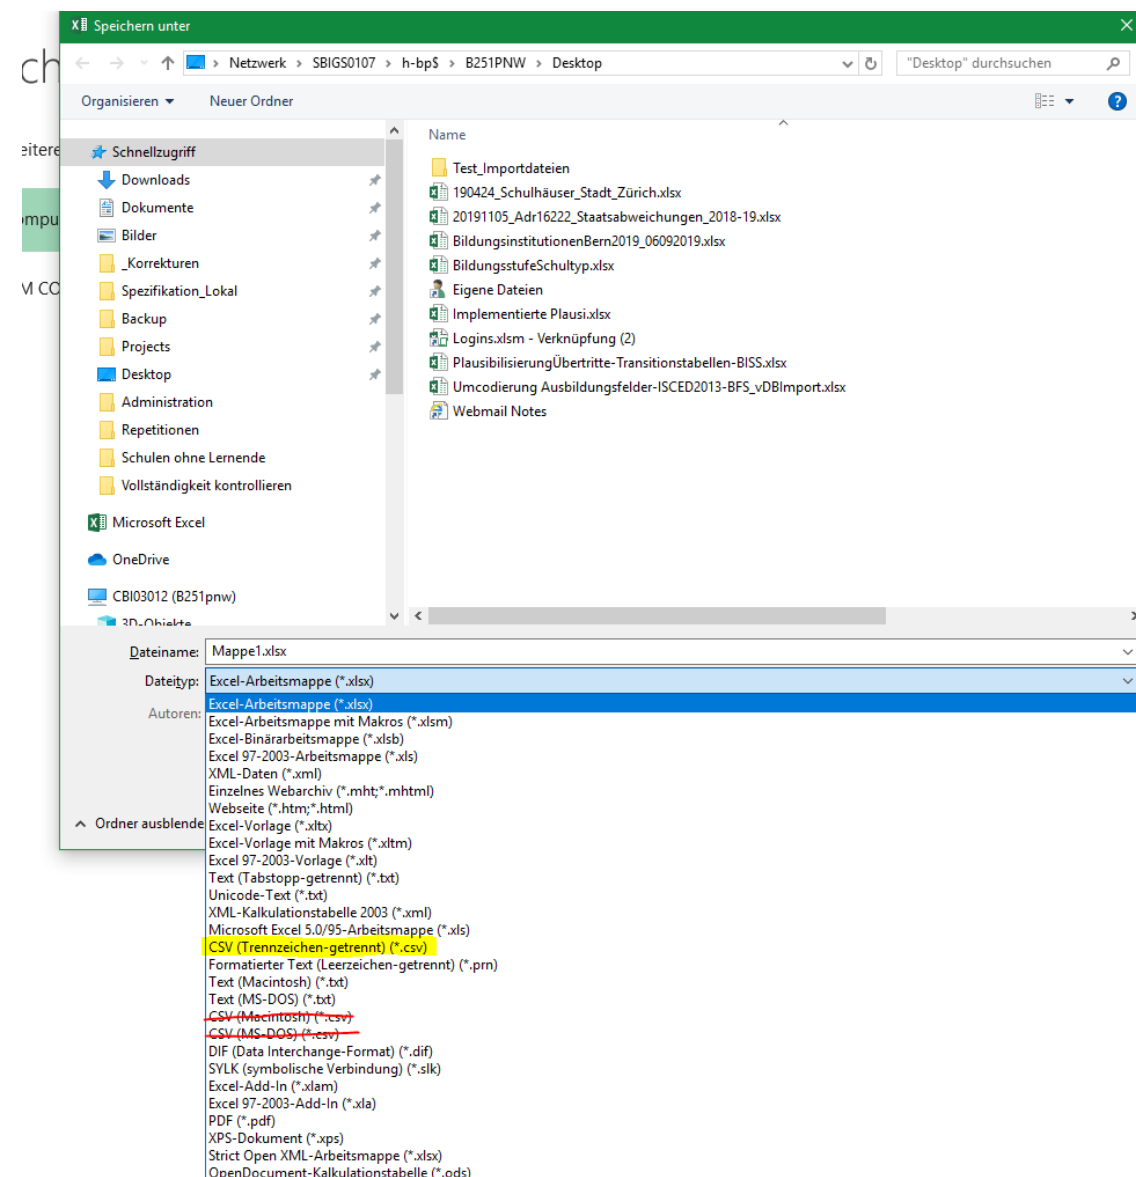 Speichern unter
ch
Netzwerk > SBIGS0107 > h-bp$ > B251PNW > Desktop
"Desktop" durchsuchen
Organisieren
Neuer Ordner
Name
eitere
Schnellzugriff
Downloads
Dokumente
Bilder
_Korrekturen
Spezifikation_Lokal
Backup
Projects
Desktop
Administration
Repetitionen
Schulen ohne Lernende
Vollständigkeit kontrollieren
Microsoft Excel
OneDrive
CBI03012 (B251pnw)
3D-Objekte
ompu
M CO
Test_Importdateien
190424_Schulhäuser_Stadt_Zürich.xlsx
20191105_Adr16222_Staatsabweichungen_2018-19.xlsx
BildungsinstitutionenBern2019_06092019.xlsx
BildungsstufeSchultyp.xlsx
Eigene Dateien
Implementierte Plausi.xlsx
Logins.xlsm - Verknüpfung (2)
PlausibilisierungÜbertritte-Transitionstabellen-BISS.xlsx
Umcodierung Ausbildungsfelder-ISCED2013-BFS_vDBImport.xlsx
Webmail Notes
Dateiname: Mappe1.xlsx
Dateityp: Excel-Arbeitsmappe (*.xlsx)
Autoren:
Excel-Arbeitsmappe (*.xlsx)
Excel-Arbeitsmappe mit Makros (*.xlsm)
Excel-Binärarbeitsmappe (*.xlsb)
Excel 97-2003-Arbeitsmappe (*.xls)
XML-Daten (*.xml)
Einzelnes Webarchiv (*.mht;*.mhtml)
Webseite (*.htm;*.html)
Excel-Vorlage (*.xltx)
Excel-Vorlage mit Makros (*.xltm)
Excel 97-2003-Vorlage (*.xlt)
Text (Tabstopp-getrennt) (*.txt)
Unicode-Text (*.txt)
XML-Kalkulationstabelle 2003 (*.xml)
Microsoft Excel 5.0/95-Arbeitsmappe (*.xls)
CSV (Trennzeichen-getrennt) (*.csv)
Formatierter Text (Leerzeichen-getrennt) (*.prn)
Text (Macintosh) (*.txt)
Text (MS-DOS) (*.txt)
CSV (Macintosh) (*.csv)
CSV (MS-DOS) (*.csv)
DIF (Data Interchange-Format) (*.dif)
SYLK (symbolische Verbindung) (*.slk)
Excel-Add-In (*.xlam)
Excel 97-2003-Add-In (*.xla)
PDF (*.pdf)
XPS-Dokument (*.xps)
Strict Open XML-Arbeitsmappe (*.xlsx)
OpenDocument-Kalkulationstabelle (*.ods)
Ordner ausblende